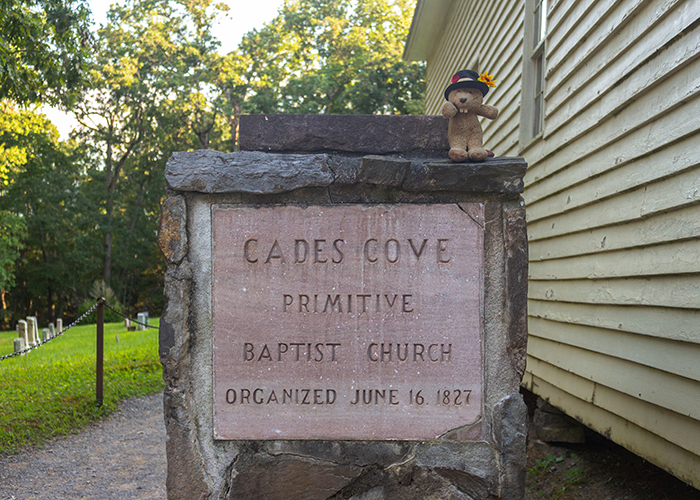 CADES COVE
PRIMITIVE
BAPTIST CHURCH
ORGANIZED JUNE 16. 1827